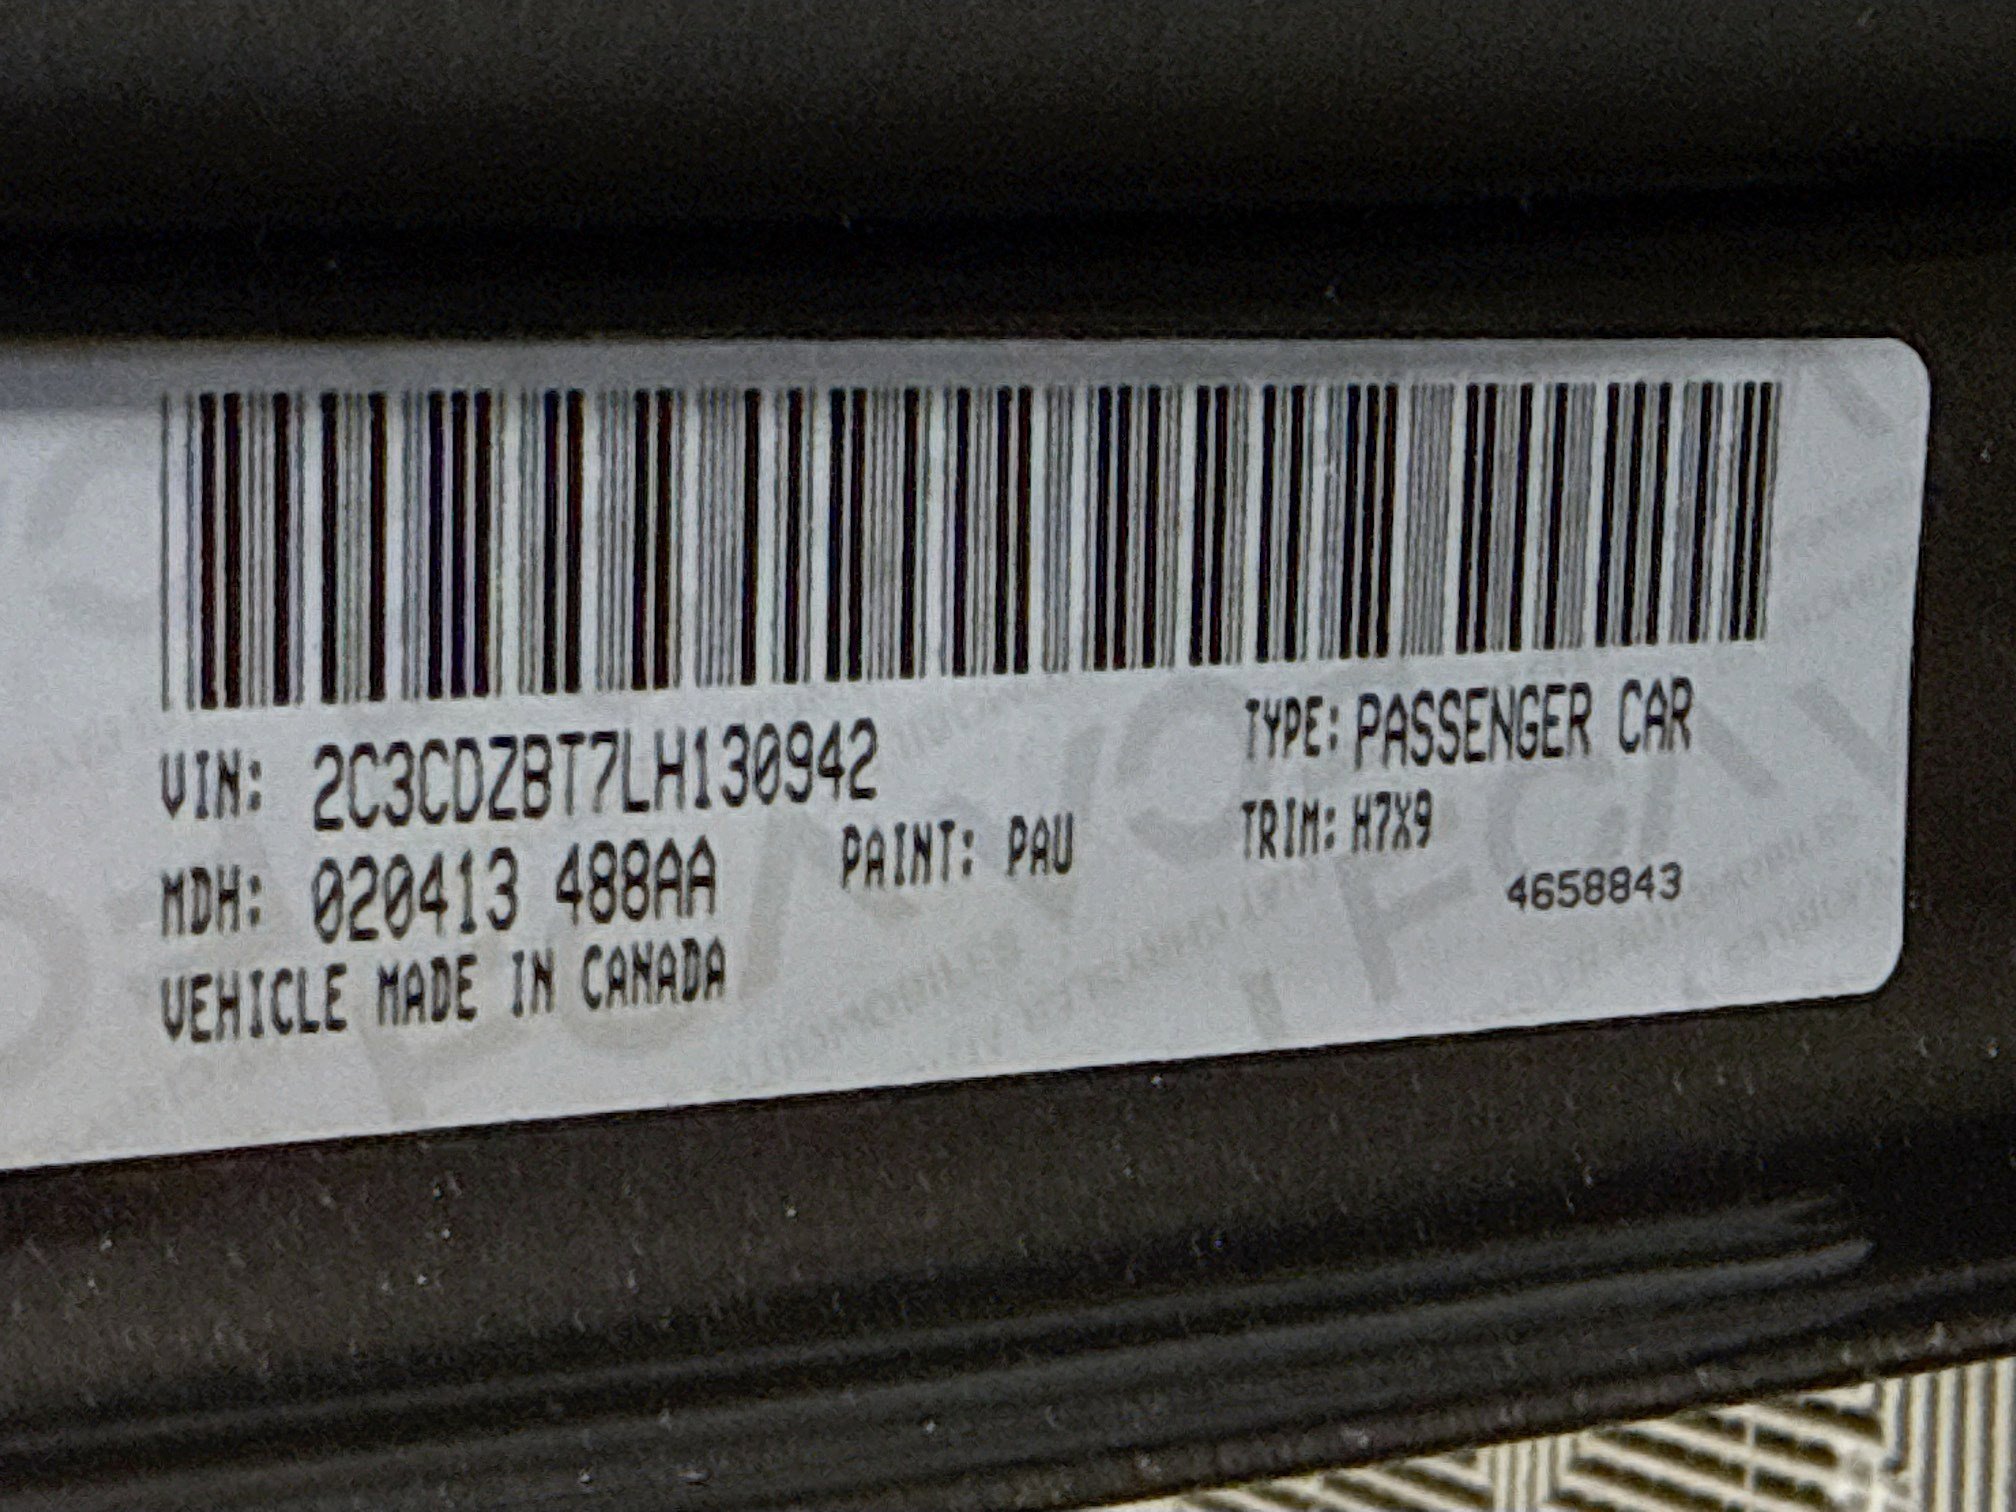 VIN: 2C3CDZBT7LH130942
TYPE: PASSENGER CAR
MDH: 020413 488AA
PAINT: PAU
TRIM: H7X9
4658843
VEHICLE MADE IN CANADA